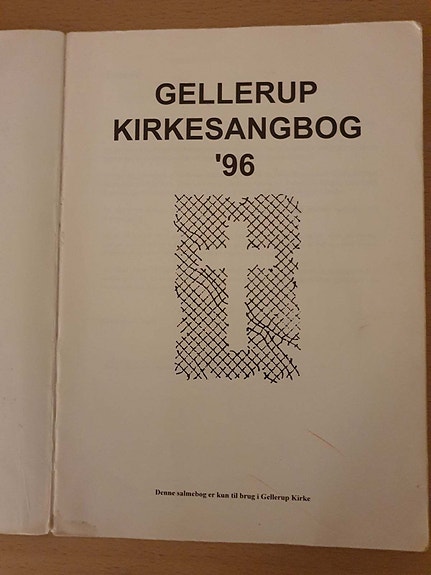 GELLERUP
KIRKESANGBOG
'96
Denne salmebog er kun til brug i Gellerup Kirke